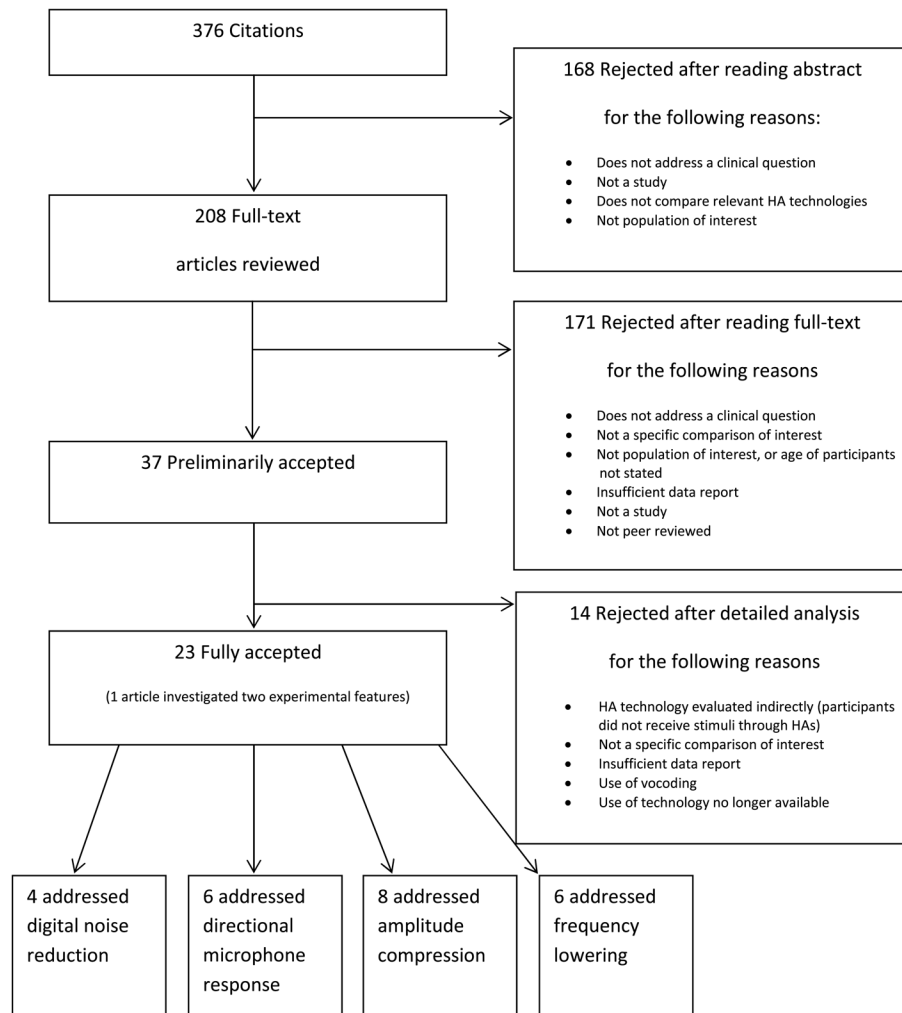 376 Citations
168 Rejected after reading abstract
for the following reasons:
• Does not address a clinical question
• Not a study
• Does not compare relevant HA technologies
• Not population of interest
208 Full-text
articles reviewed
171 Rejected after reading full-text
for the following reasons
• Does not address a clinical question
• Not a specific comparison of interest
• Not population of interest, or age of participants
not stated
• Insufficient data report
• Not a study
• Not peer reviewed
37 Preliminarily accepted
14 Rejected after detailed analysis
for the following reasons
• HA technology evaluated indirectly (participants
did not receive stimuli through HAs)
• Not a specific comparison of interest
• Insufficient data report
• Use of vocoding
• Use of technology no longer available
23 Fully accepted
(1 article investigated two experimental features)
4 addressed
digital noise
reduction
6 addressed
directional
microphone
response
8 addressed
amplitude
compression
6 addressed
frequency
lowering